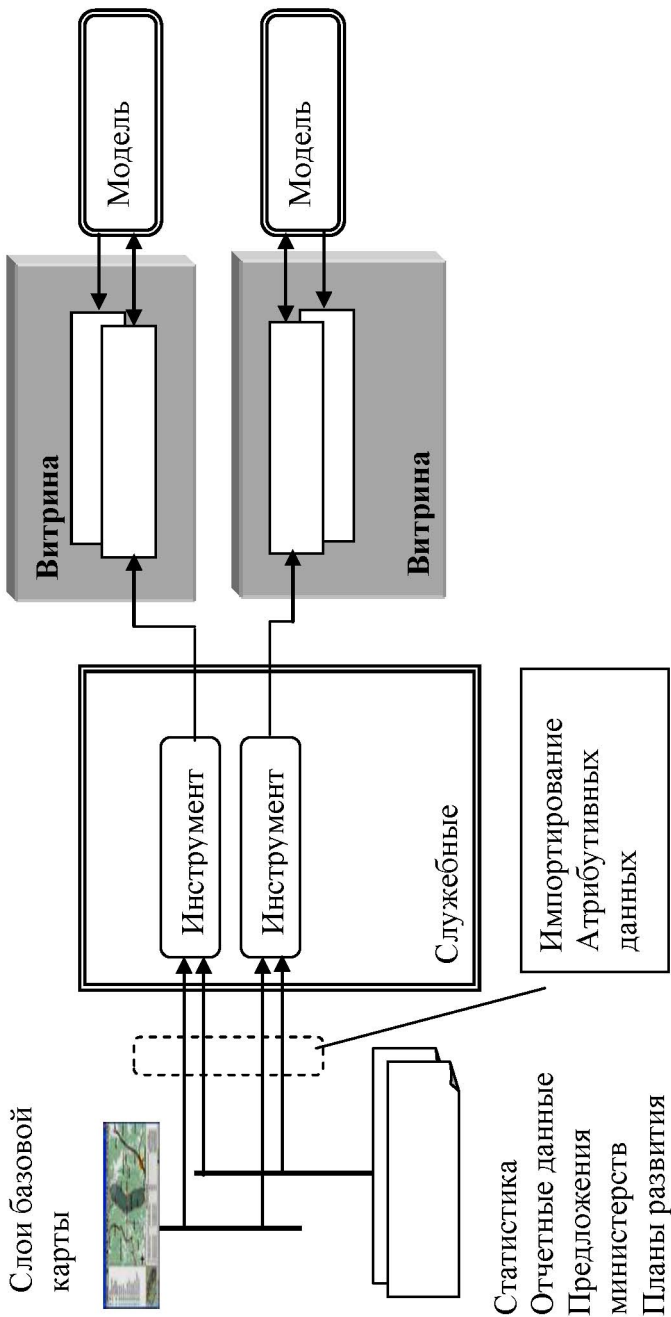 Слои базовой
карты
Статистика
Отчетные данные
Предложения
министерств
Планы развития
Инструмент
Инструмент
Служебные
Импортирование
Атрибутивных
данных
Витрина
Витрина
Модель
Модель